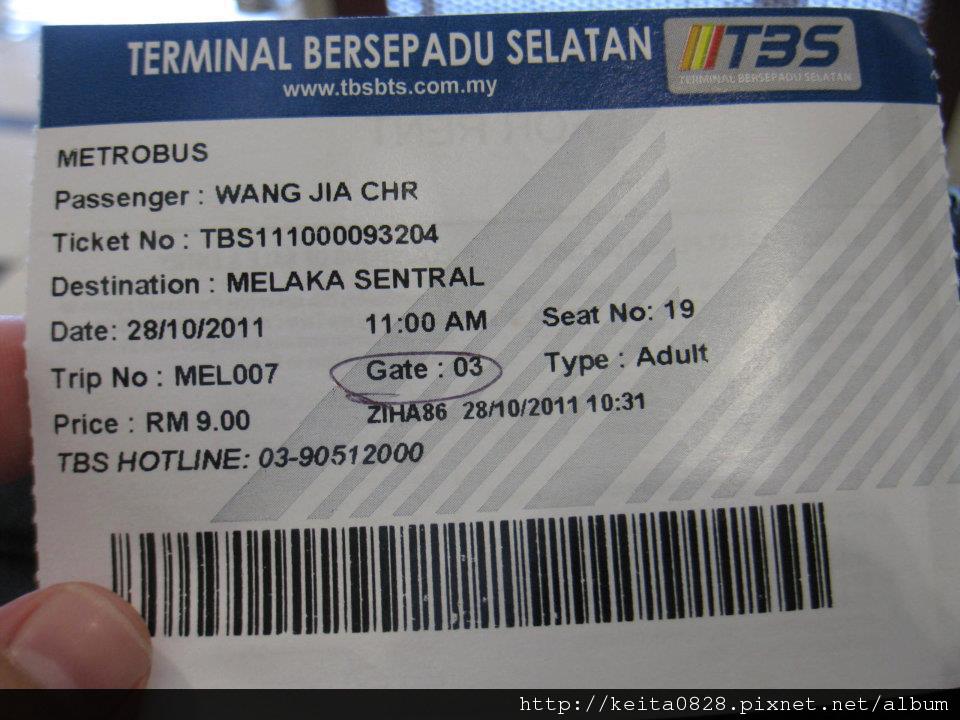 TERMINAL BERSEPADU SELATAN
www.tbsbts.com.my
TBS
TERMINAL BERSEPADU SELATAN
METROBUS
Passenger : WANG JIA CHR
Ticket No : TBS111000093204
Destination : MELAKA SENTRAL
Date: 28/10/2011 11:00 AM Seat No: 19
Trip No : MEL007 Gate : 03 Type : Adult
Price : RM 9.00 ZIHA86 28/10/2011 10:31
TBS HOTLINE: 03-90512000
http://keita0828.pixnet.net/album